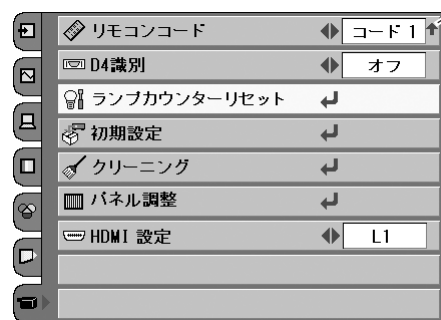 リモコンコード コード 1
D4識別 オフ
ランプカウンターリセット
初期設定
クリーニング
パネル調整
HDMI 設定 L1